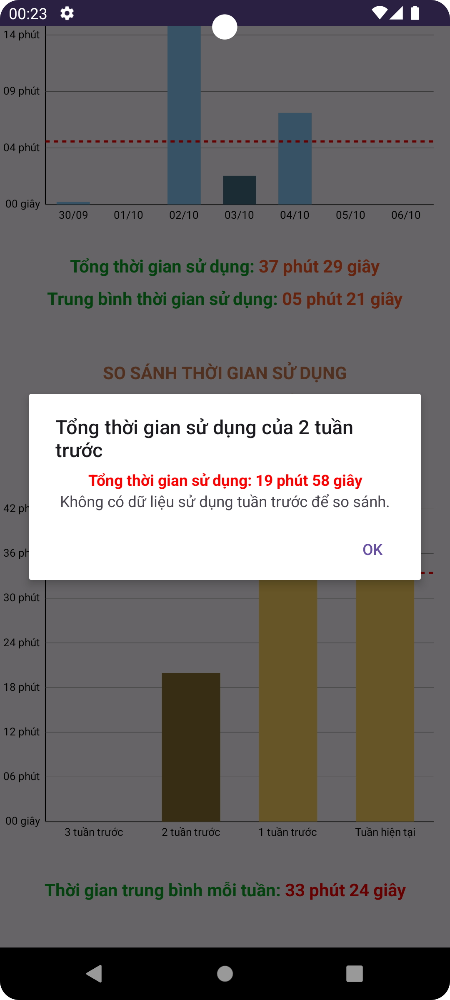 00:23
14 phút
09 phút
04 phút
00 giây
30/09 01/10 02/10 03/10 04/10 05/10 06/10
Tổng thời gian sử dụng: 37 phút 29 giây
Trung bình thời gian sử dụng: 05 phút 21 giây
SO SÁNH THỜI GIAN SỬ DỤNG
Tổng thời gian sử dụng của 2 tuần
trước
Tổng thời gian sử dụng: 19 phút 58 giây
Không có dữ liệu sử dụng tuần trước để so sánh.
OK
42 ph
36 ph
30 phút
24 phút
18 phút
12 phút
06 phút
00 giây
3 tuần trước 2 tuần trước 1 tuần trước Tuần hiện tại
Thời gian trung bình mỗi tuần: 33 phút 24 giây